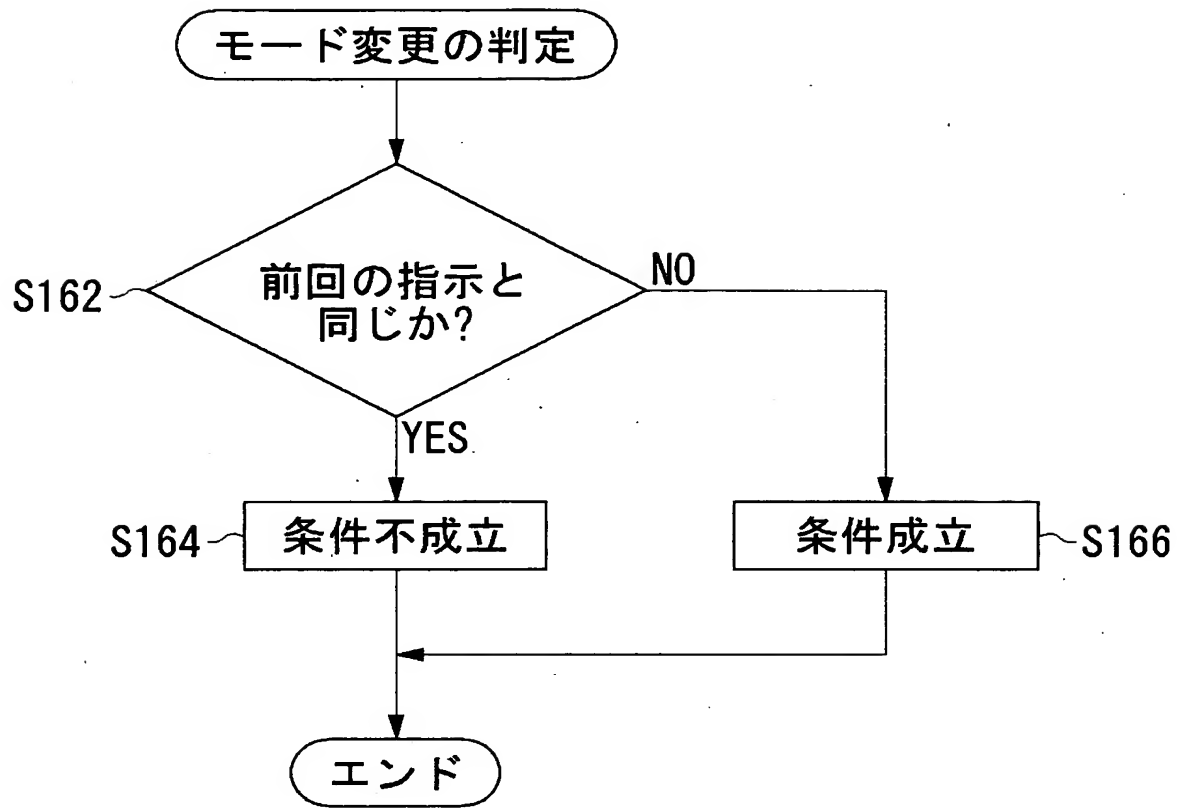 モード変更の判定
S162
前回の指示と
同じか?
NO
YES
S164
条件不成立
条件成立
S166
エンド